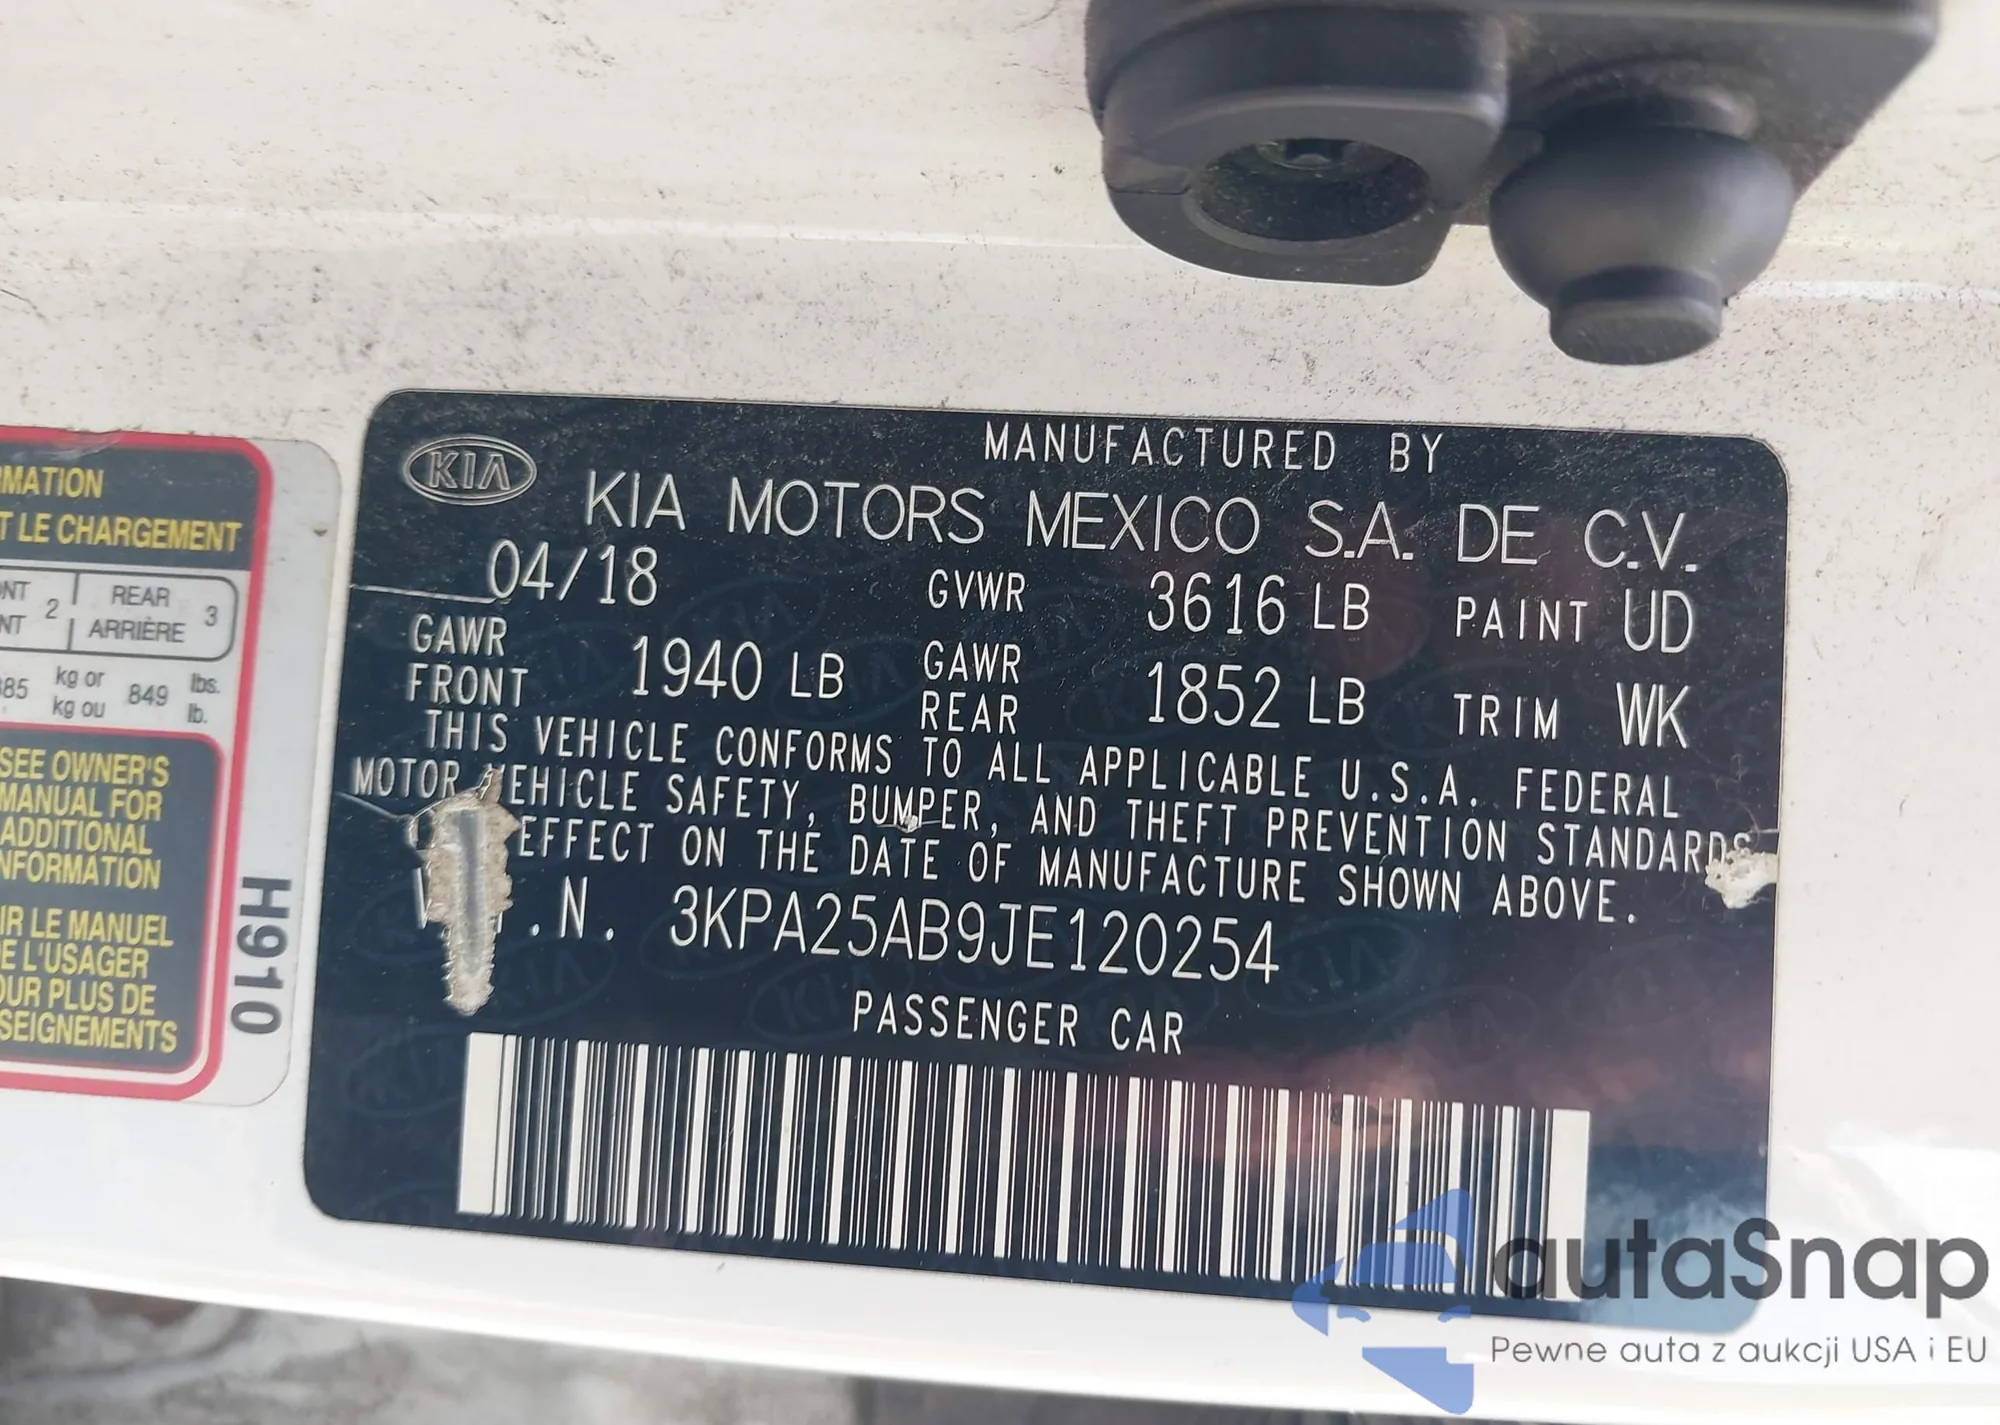 KIA
MANUFACTURED BY
KIA MOTORS MEXICO S.A. DE C.V.
04/18 GVWR 3616 LB PAINT UD
GAWR FRONT 1940 LB GAWR REAR 1852 LB TRIM WK
THIS VEHICLE CONFORMS TO ALL APPLICABLE U.S.A. FEDERAL
MOTOR VEHICLE SAFETY, BUMPER, AND THEFT PREVENTION STANDARDS
EFFECT ON THE DATE OF MANUFACTURE SHOWN ABOVE.
.N. 3KPA25AB9JE120254
PASSENGER CAR
RMATION
T LE CHARGEMENT
2 REAR 3
ARRIÈRE
kg or 849 lbs.
kg ou lb.
SEE OWNER'S
MANUAL FOR
ADDITIONAL
NFORMATION
IR LE MANUEL
E L'USAGER
OUR PLUS DE
SEIGNEMENTS
H910
autaSnap
Pewne auta z aukcji USA i EU